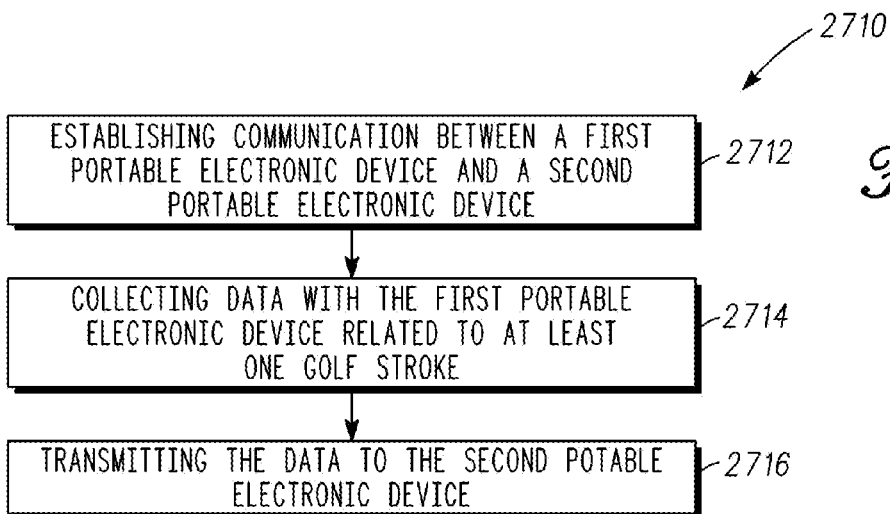 2710
ESTABLISHING COMMUNICATION BETWEEN A FIRST
PORTABLE ELECTRONIC DEVICE AND A SECOND
PORTABLE ELECTRONIC DEVICE
2712
COLLECTING DATA WITH THE FIRST PORTABLE
ELECTRONIC DEVICE RELATED TO AT LEAST
ONE GOLF STROKE
2714
TRANSMITTING THE DATA TO THE SECOND POTABLE
ELECTRONIC DEVICE
2716